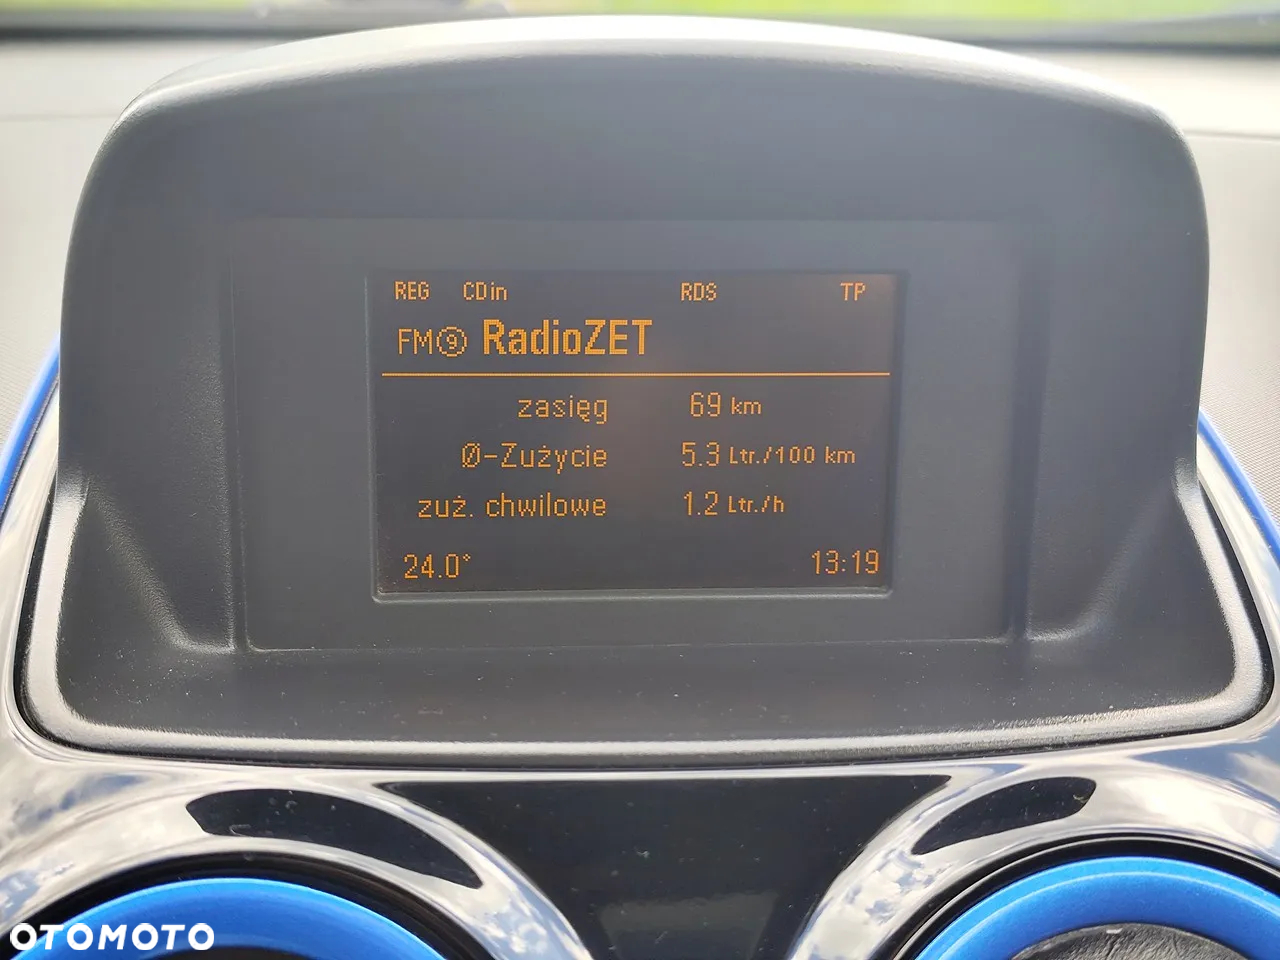 REG CDin RDS TP
FM⑨ RadioZET
zasięg 69 km
Ø-Zużycie 5.3 Ltr./100 km
zuż. chwilowe 1.2 Ltr./h
24.0° 13:19
OTOMOTO